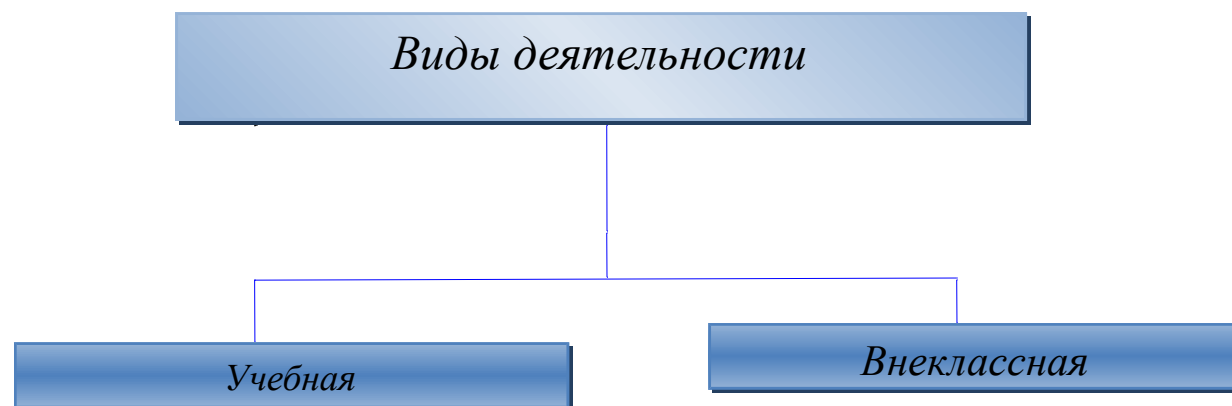 Виды деятельности
Учебная
Внеклассная